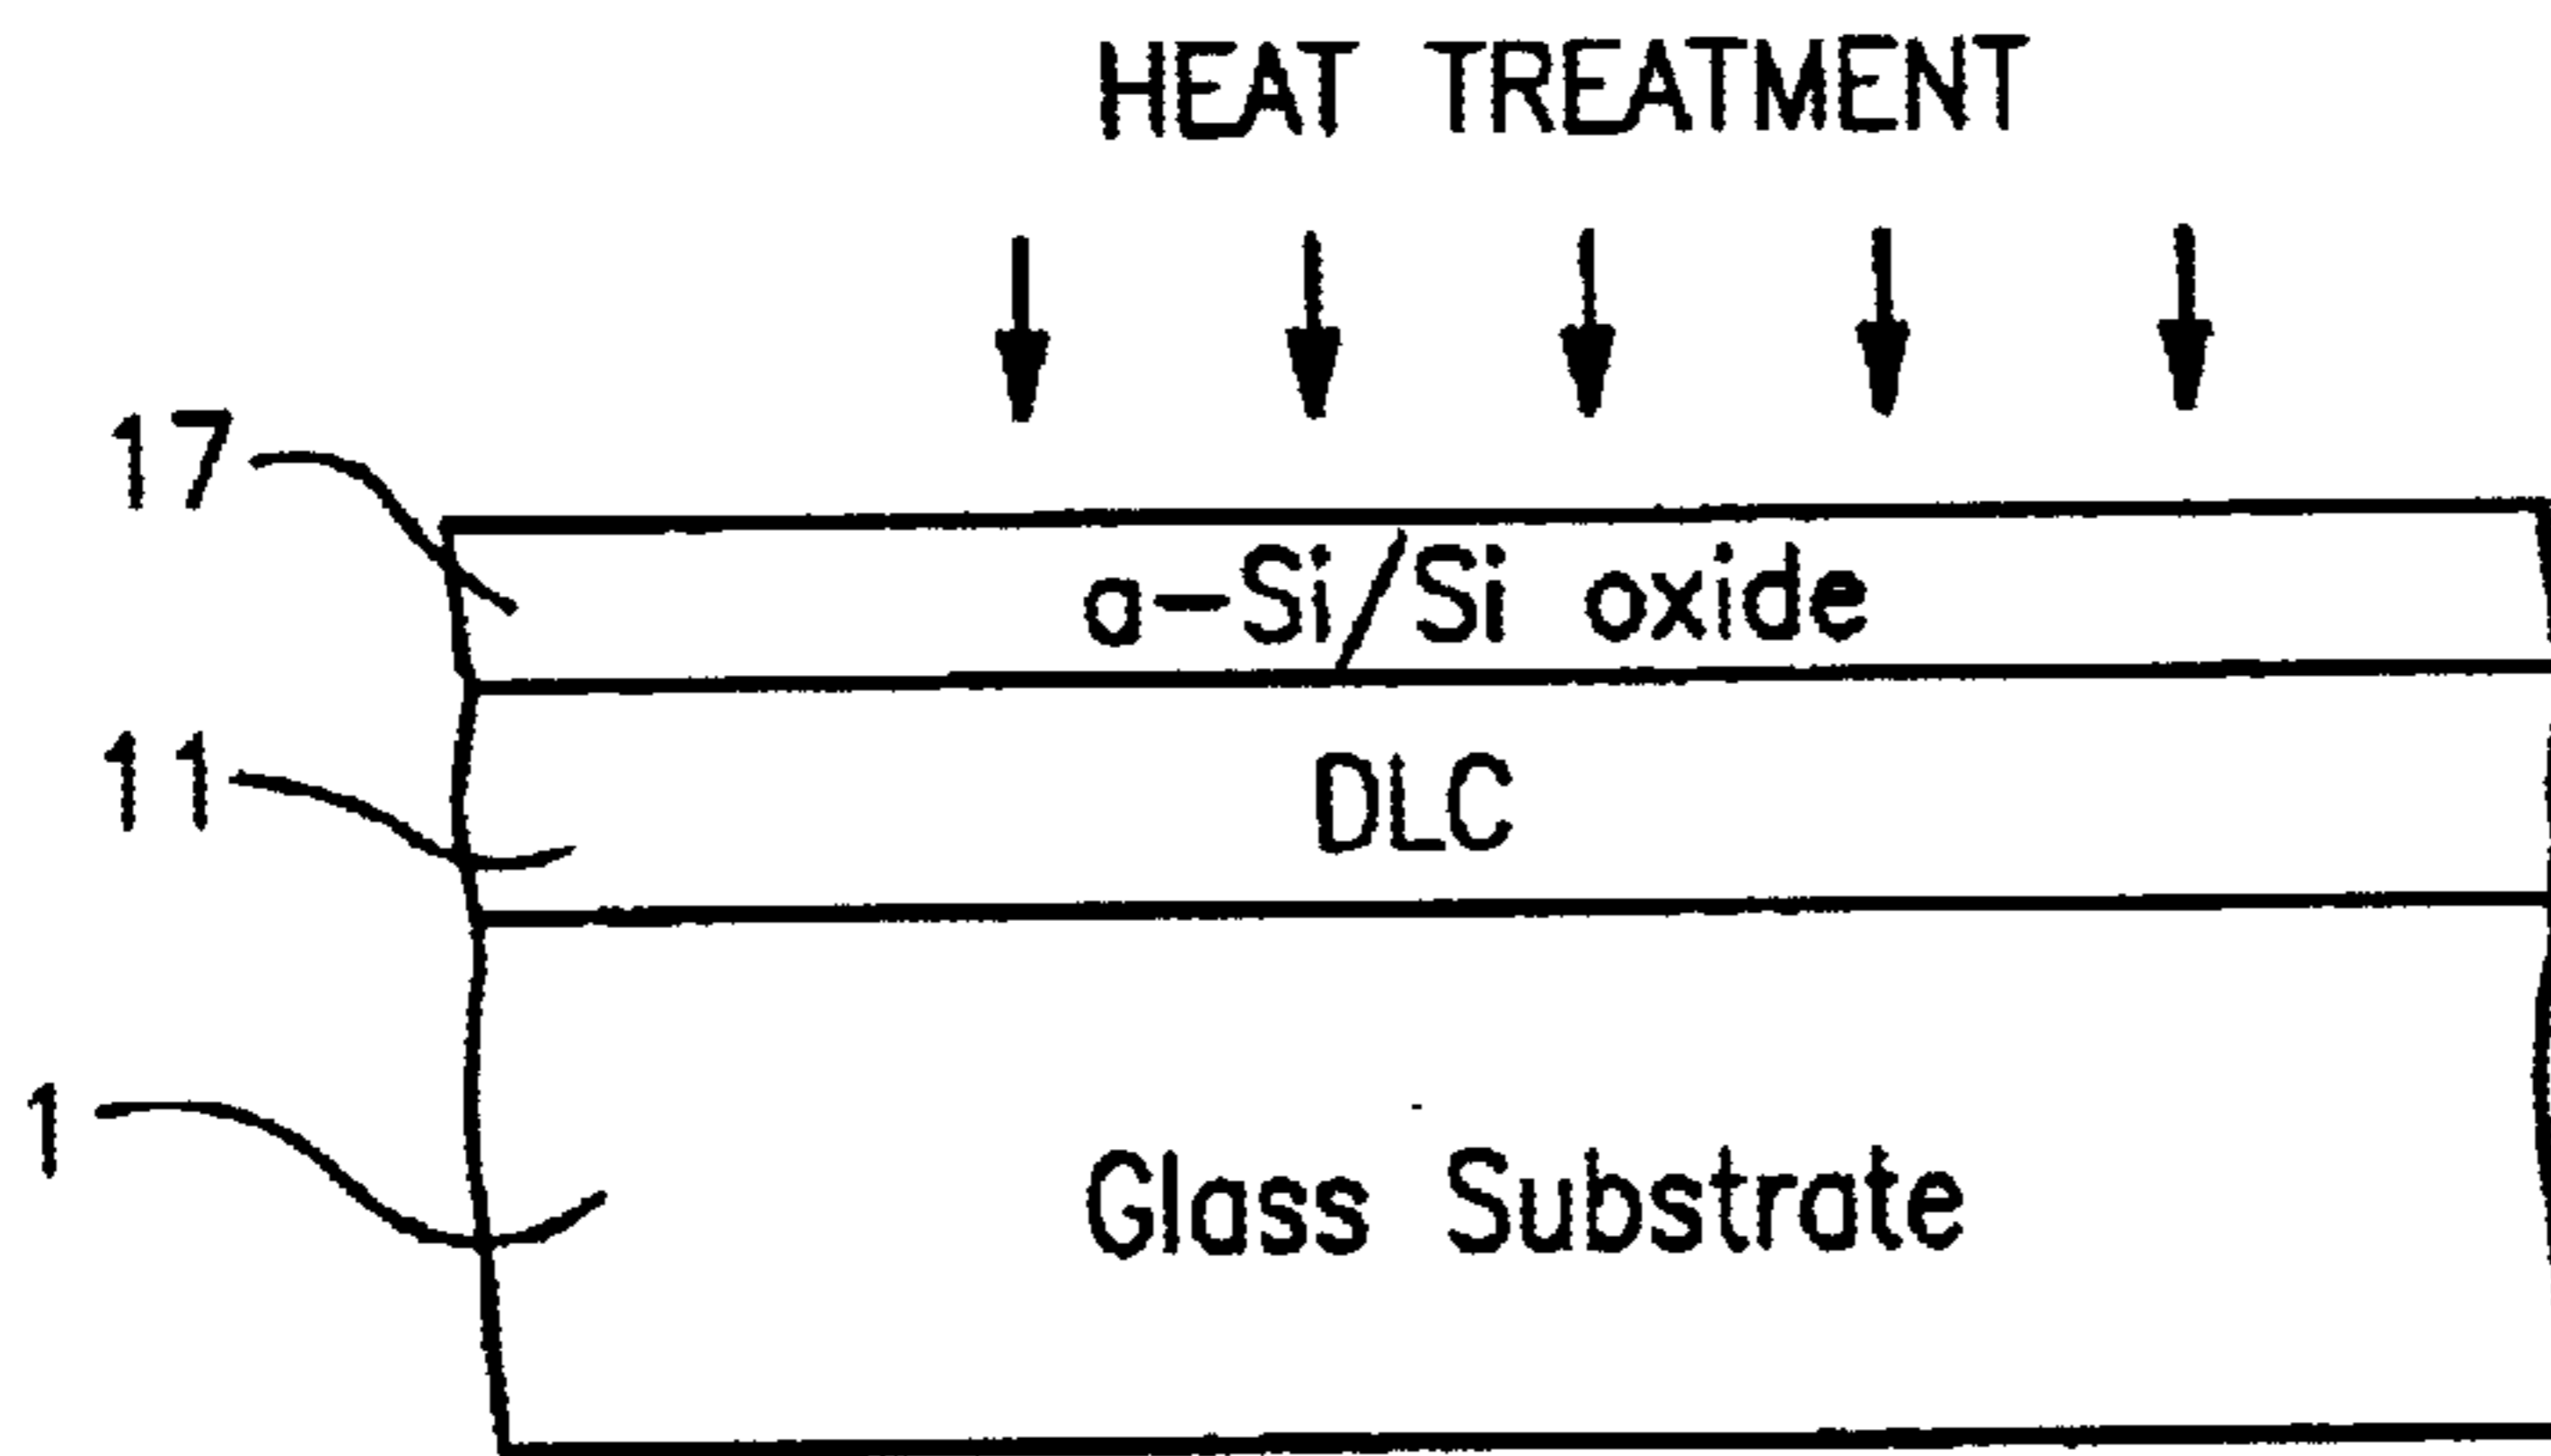 HEAT TREATMENT
17
a-Si/Si oxide
11
DLC
1
Glass Substrate